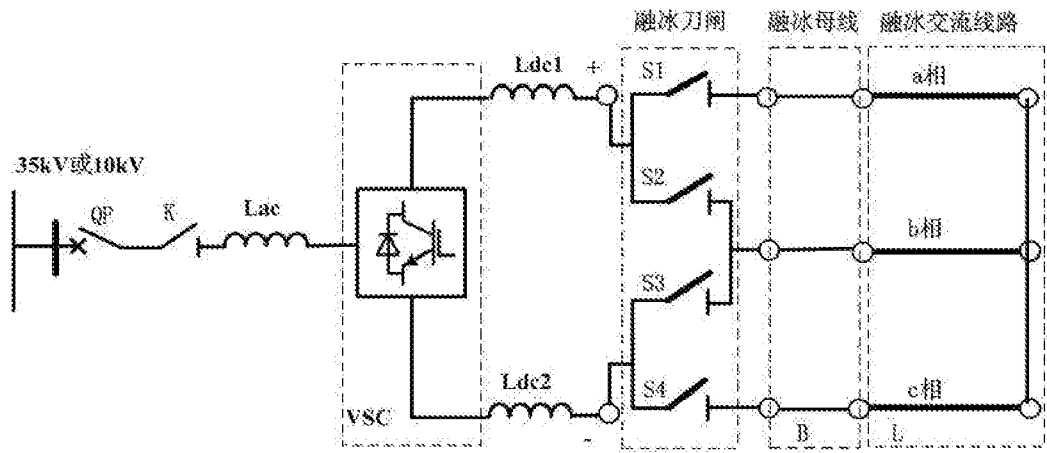 融冰刀闸 融冰母线 融冰交流线路
Ldc1 + S1 a相
35kV或10kV
QF K Lac S2 b相
S3
Ldc2 S4 c相
VSC - B L